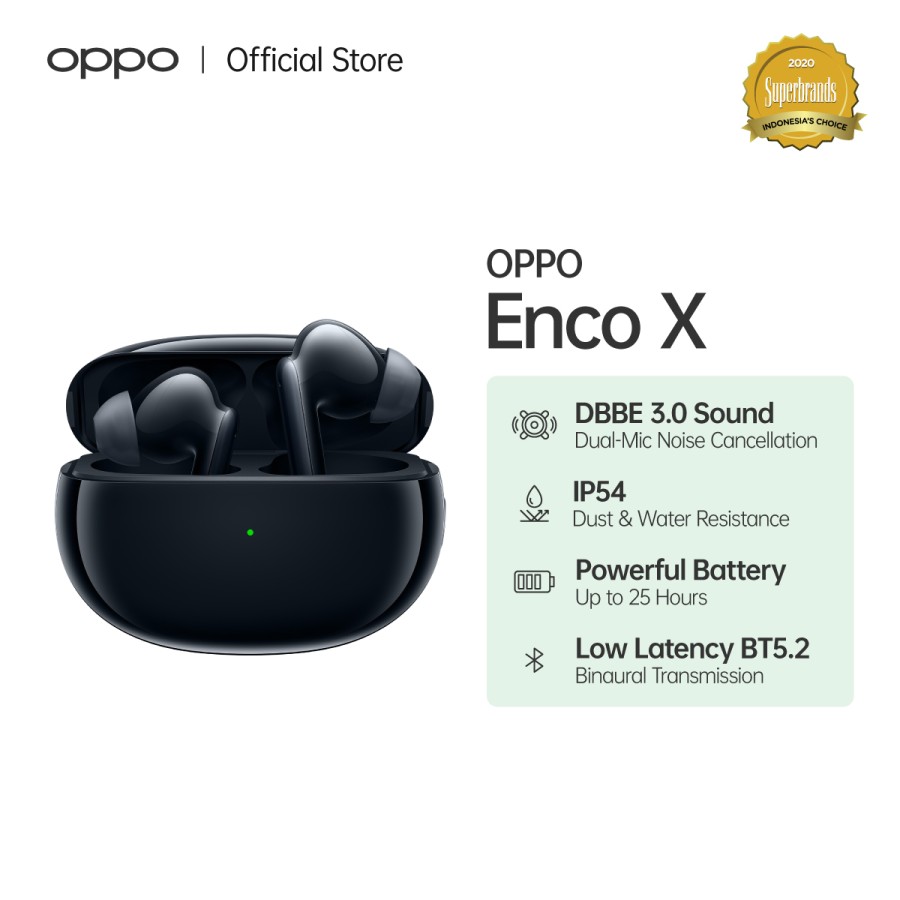 oppo | Official Store
2020
Superbrands
INDONESIA'S CHOICE
OPPO
Enco X
DBBE 3.0 Sound
Dual-Mic Noise Cancellation
IP54
Dust & Water Resistance
Powerful Battery
Up to 25 Hours
Low Latency BT5.2
Binaural Transmission